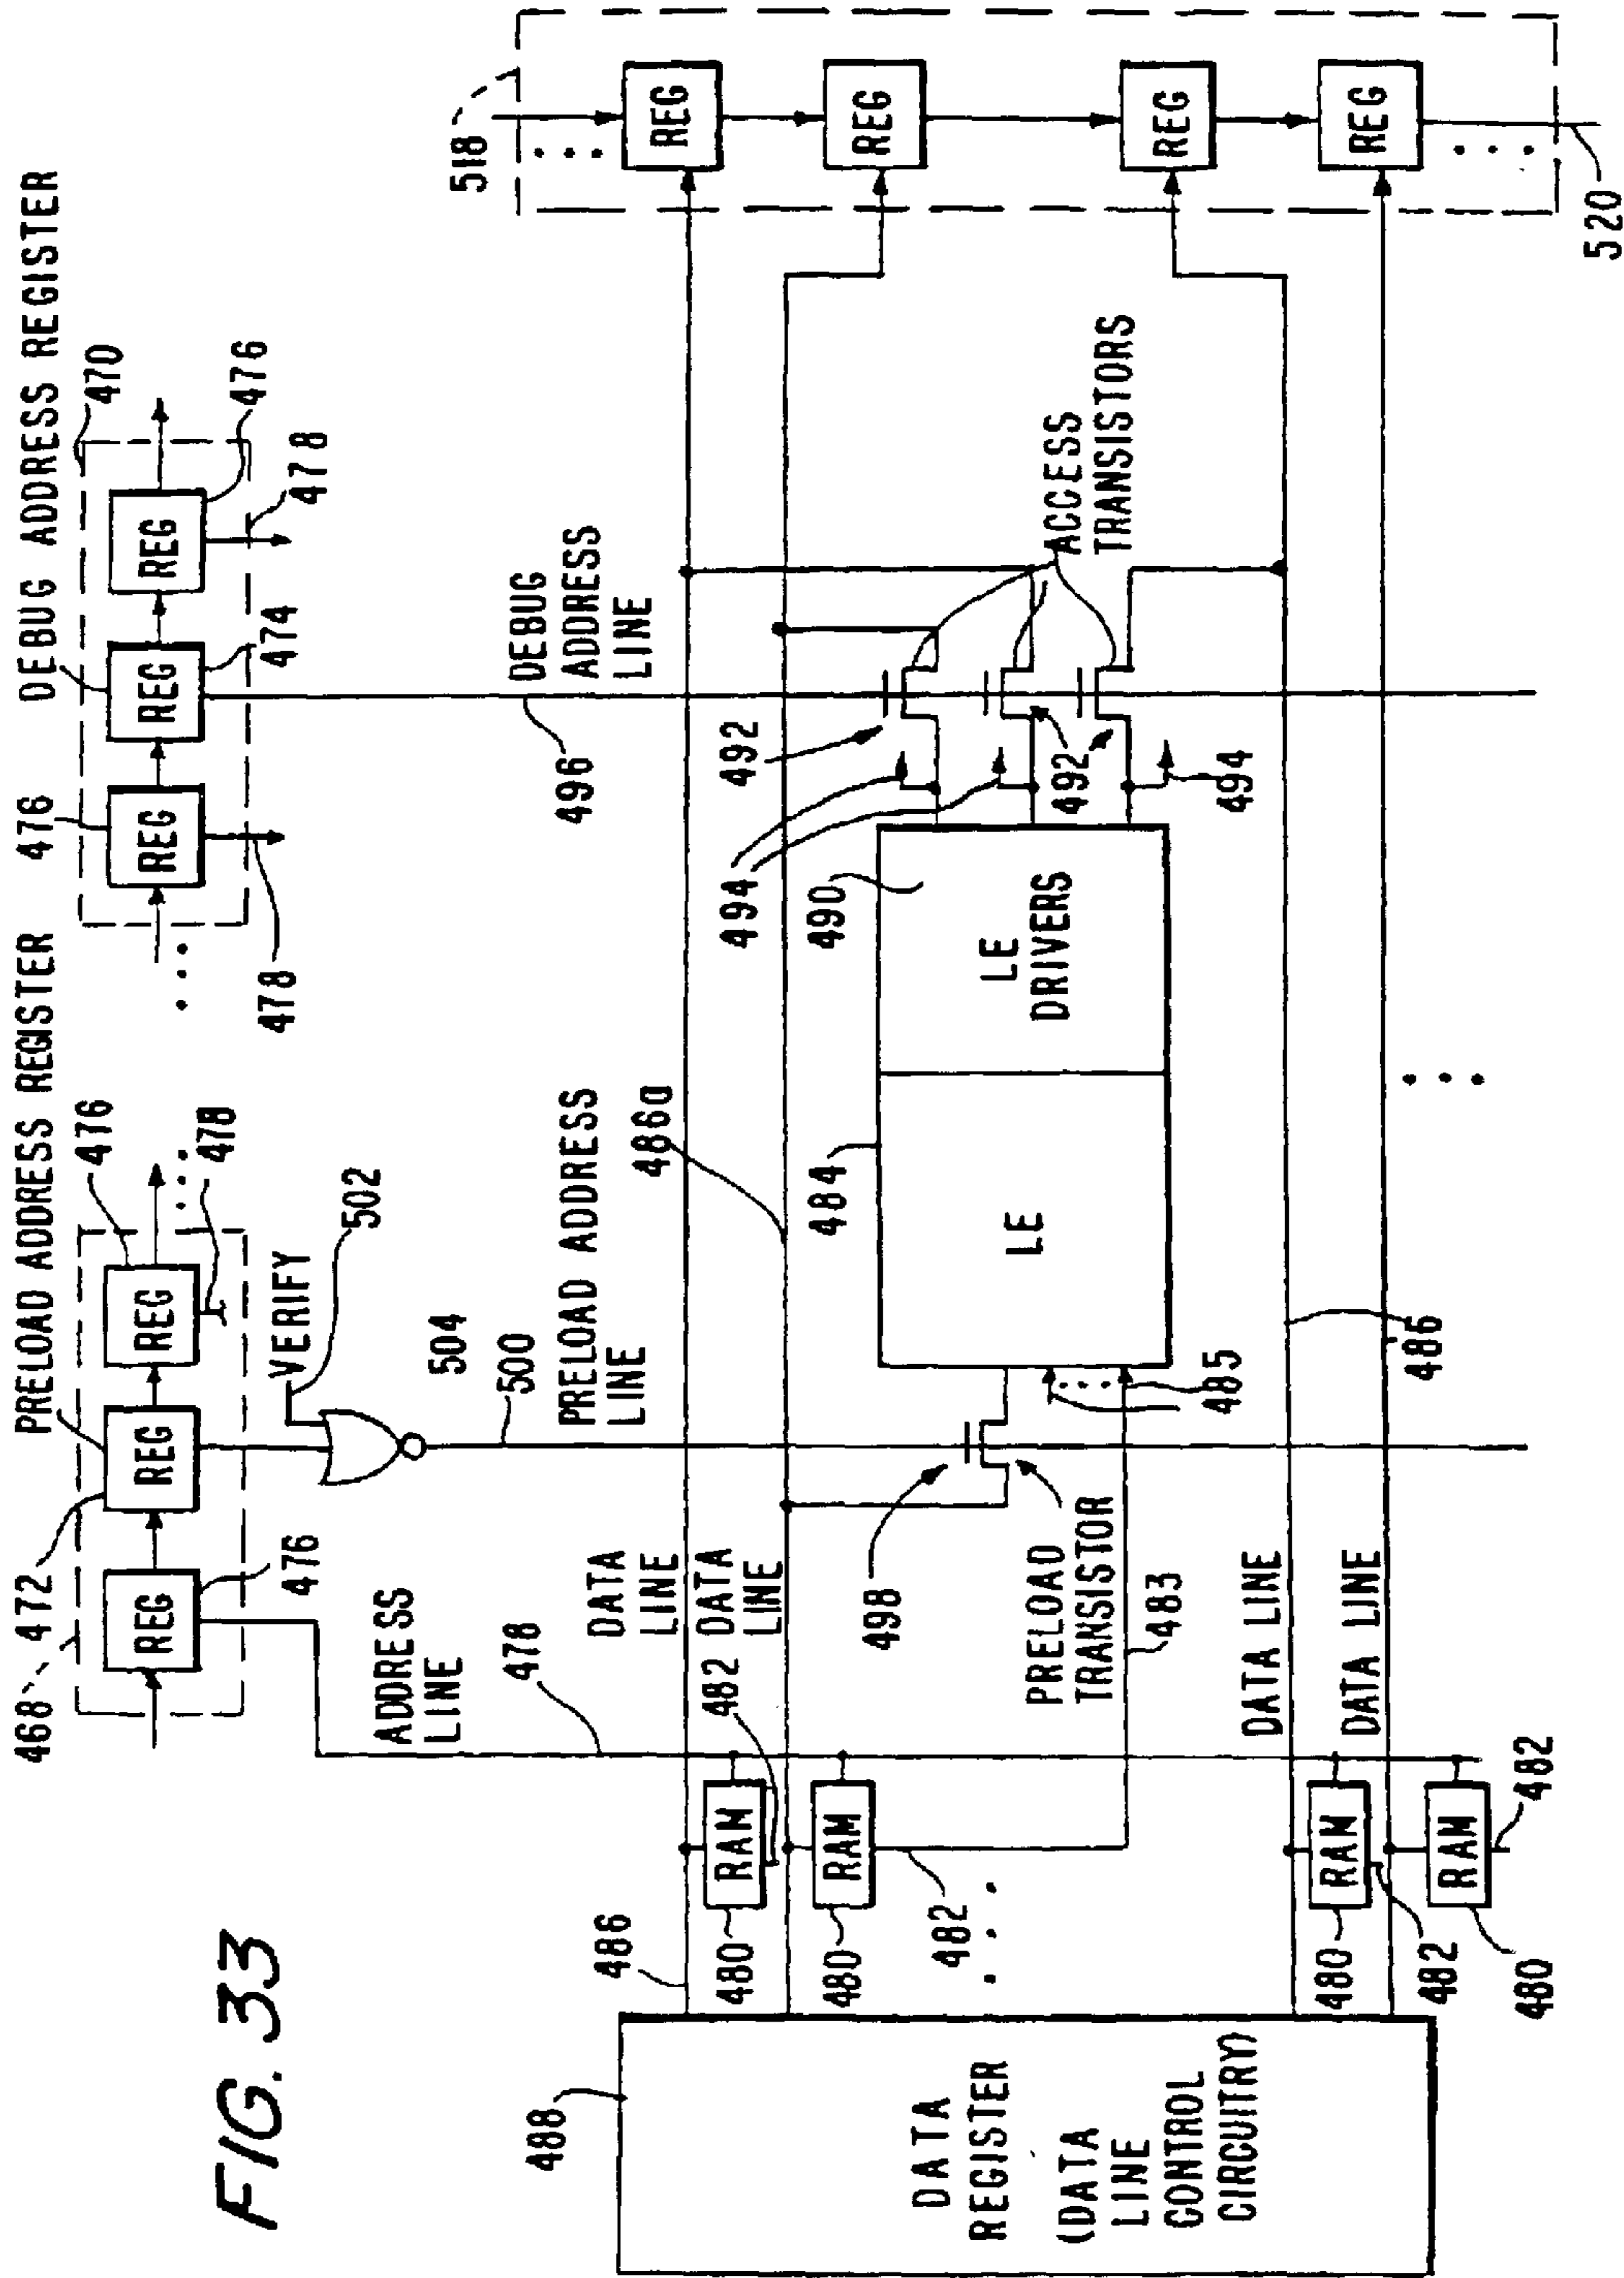 FIG. 33
PRELOAD ADDRESS REGISTER
DEBUG ADDRESS REGISTER
468
472
476
476
478
476
474
470
476
478
478
REG
REG
REG
REG
REG
REG
VERIFY
502
504
500
ADDRESS
LINE
478
PRELOAD ADDRESS
LINE
DEBUG
ADDRESS
LINE
496
518
488
DATA
REGISTER
(DATA
LINE
CONTROL
CIRCUITRY)
486
DATA
LINE
DATA
LINE
486a
480
RAM
482
480
RAM
482
498
PRELOAD
TRANSISTOR
483
484
LE
490
LE
DRIVERS
485
494
492
492
494
ACCESS
TRANSISTORS
REG
REG
REG
REG
DATA LINE
DATA LINE
486
480
RAM
482
480
RAM
482
520